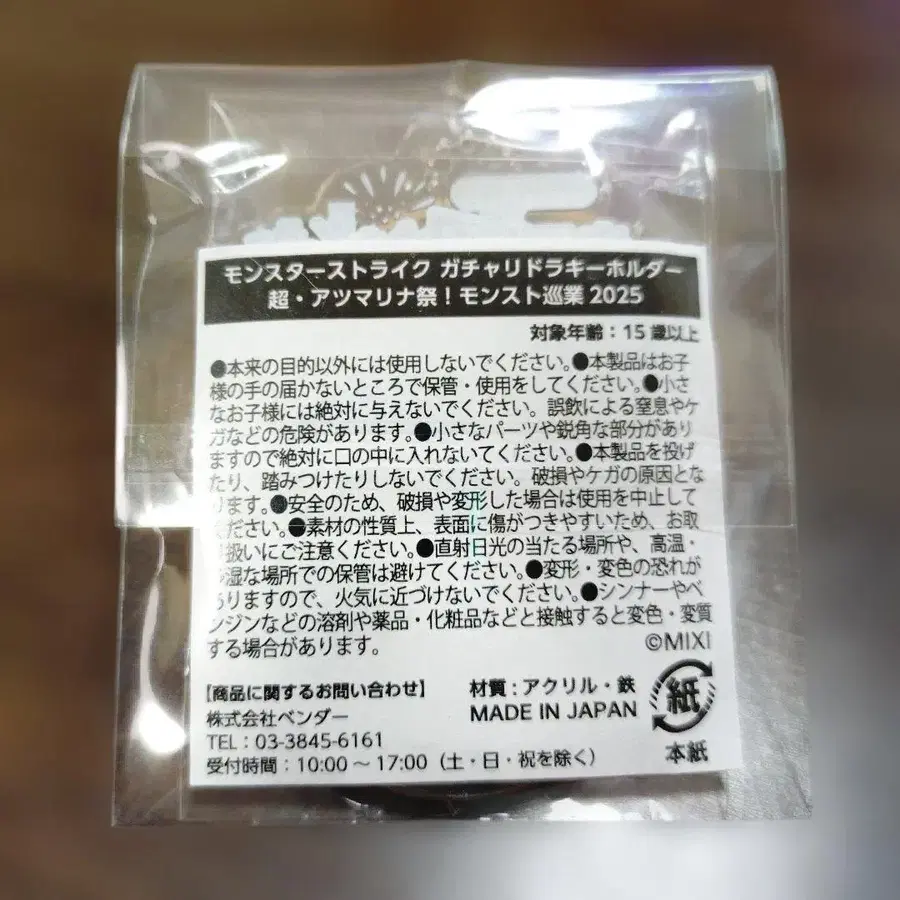 モンスターストライク ガチャリドラキーホルダー
超・アツマリナ祭！モンスト巡業 2025
対象年齢：15 歳以上
●本来の目的以外には使用しないでください。●本製品はお子
様の手の届かないところで保管・使用をしてください。●小さ
なお子様には絶対に与えないでください。誤飲による窒息やケ
ガなどの危険があります。●小さなパーツや鋭角な部分があり
ますので絶対に口の中に入れないてください。●本製品を投げ
たり、踏みつけたりしないでください。破損やケガの原因とな
ります。●安全のため、破損や変形した場合は使用を中止して
ください。●素材の性質上、表面に傷がつきやすいため、お取
り扱いにご注意ください。●直射日光の当たる場所や、高温・
多湿な場所での保管は避けてください。●変形・変色の恐れが
ありますので、火気に近づけないでください。●シンナーやベ
ンジンなどの溶剤や薬品・化粧品などと接触すると変色・変質
する場合があります。
©MIXI
【商品に関するお問い合わせ】
株式会社ベンダー
TEL：03-3845-6161
受付時間：10:00 ～ 17:00（土・日・祝を除く）
材質：アクリル・鉄
MADE IN JAPAN
紙
本紙